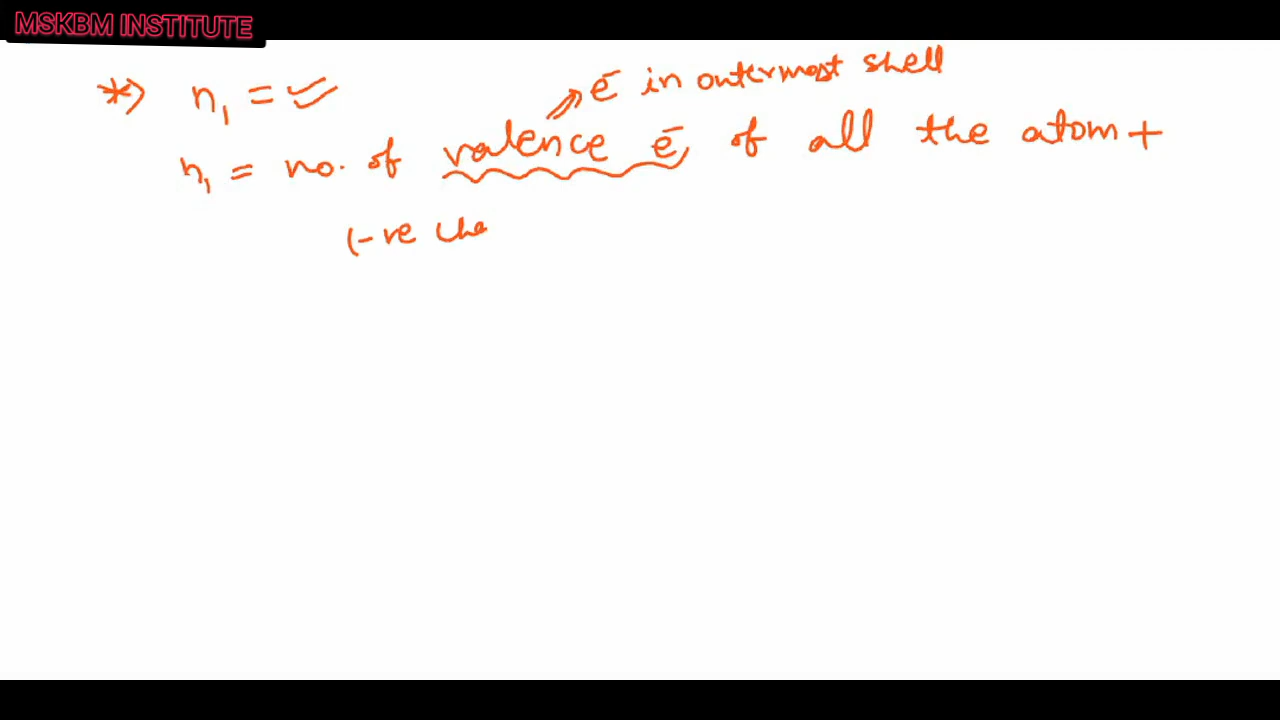 MSKBM INSTITUTE
e⁻ in outermost shell
*⇒ n₁ =
n₁ = no. of valence e⁻ of all the atom +
(-ve cha